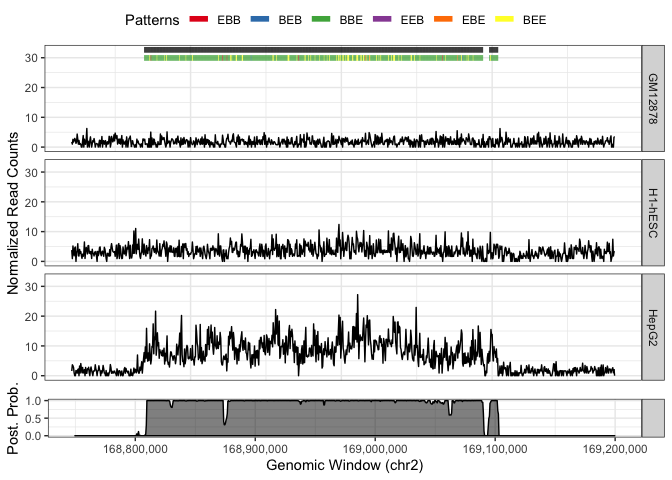 Patterns EBB BEB BBE EEB EBE BEE
Normalized Read Counts
30
20
10
0
GM12878
30
20
10
0
H1-hESC
30
20
10
0
HepG2
Post. Prob.
1.0
0.5
0.0
168,800,000 168,900,000 169,000,000 169,100,000 169,200,000
Genomic Window (chr2)